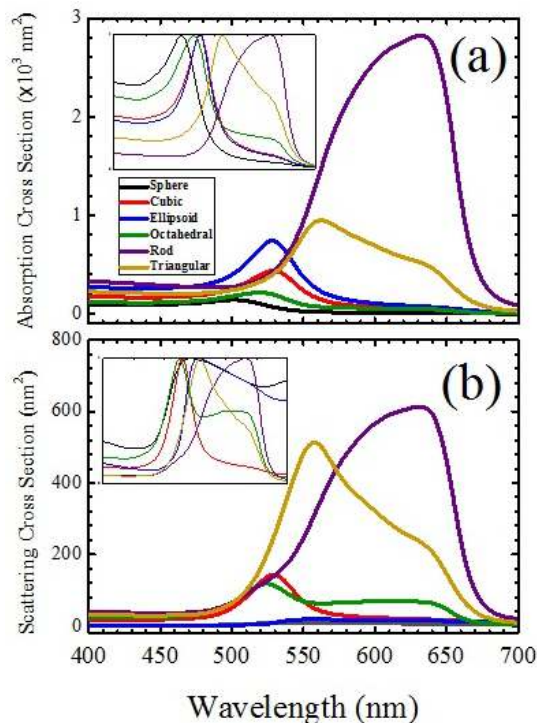 3
(a)
Absorption Cross Section (x10³ nm²)
2
Sphere
Cubic
Ellipsoid
Octahedral
Rod
Triangular
1
0
800
(b)
Scattering Cross Section (nm²)
600
400
200
0
400 450 500 550 600 650 700
Wavelength (nm)